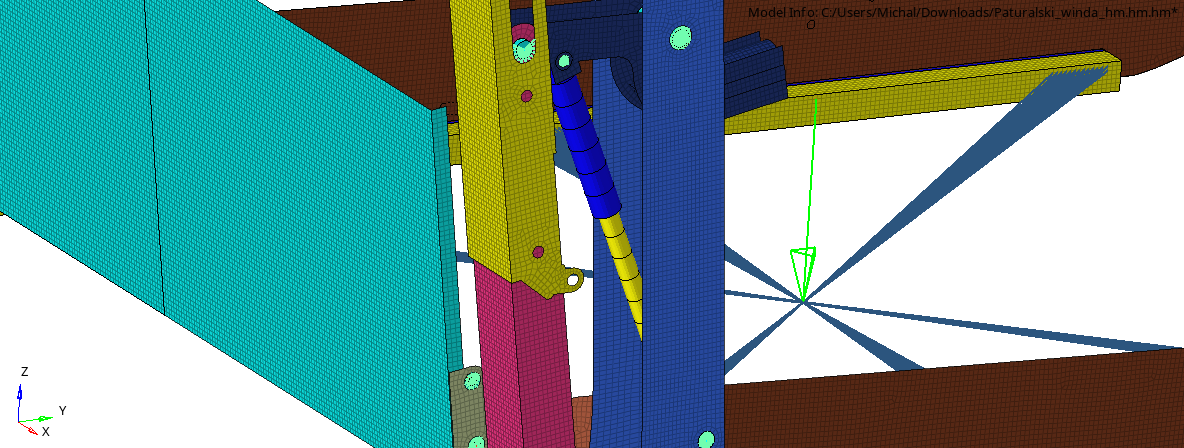 Model Info: C:/Users/Michal/Downloads/Paturalski_winda_hm.hm.hm*
Z
Y
X